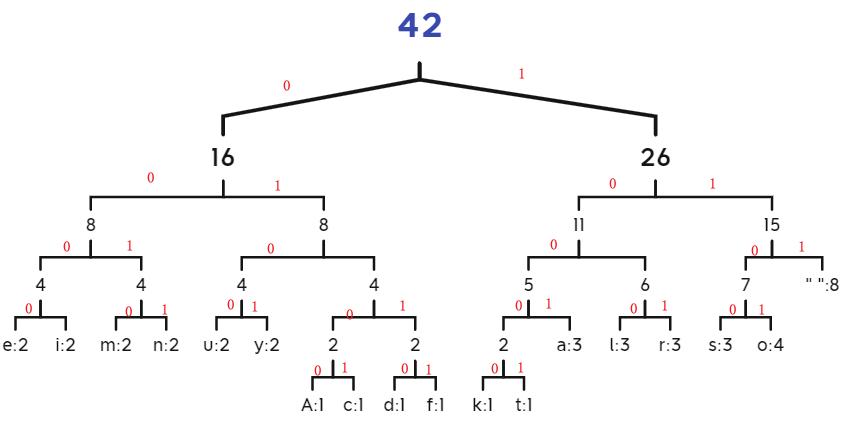 42
0 1
16 26
0 1 0 1
8 8 11 15
0 1 0 0 0 1
4 4 4 4 5 6 7 " ":8
0 0 1 0 1 0 1 0 1 0 1 0 1
e:2 i:2 m:2 n:2 u:2 y:2 2 2 2 a:3 l:3 r:3 s:3 o:4
0 1 0 1 0 1
A:1 c:1 d:1 f:1 k:1 t:1